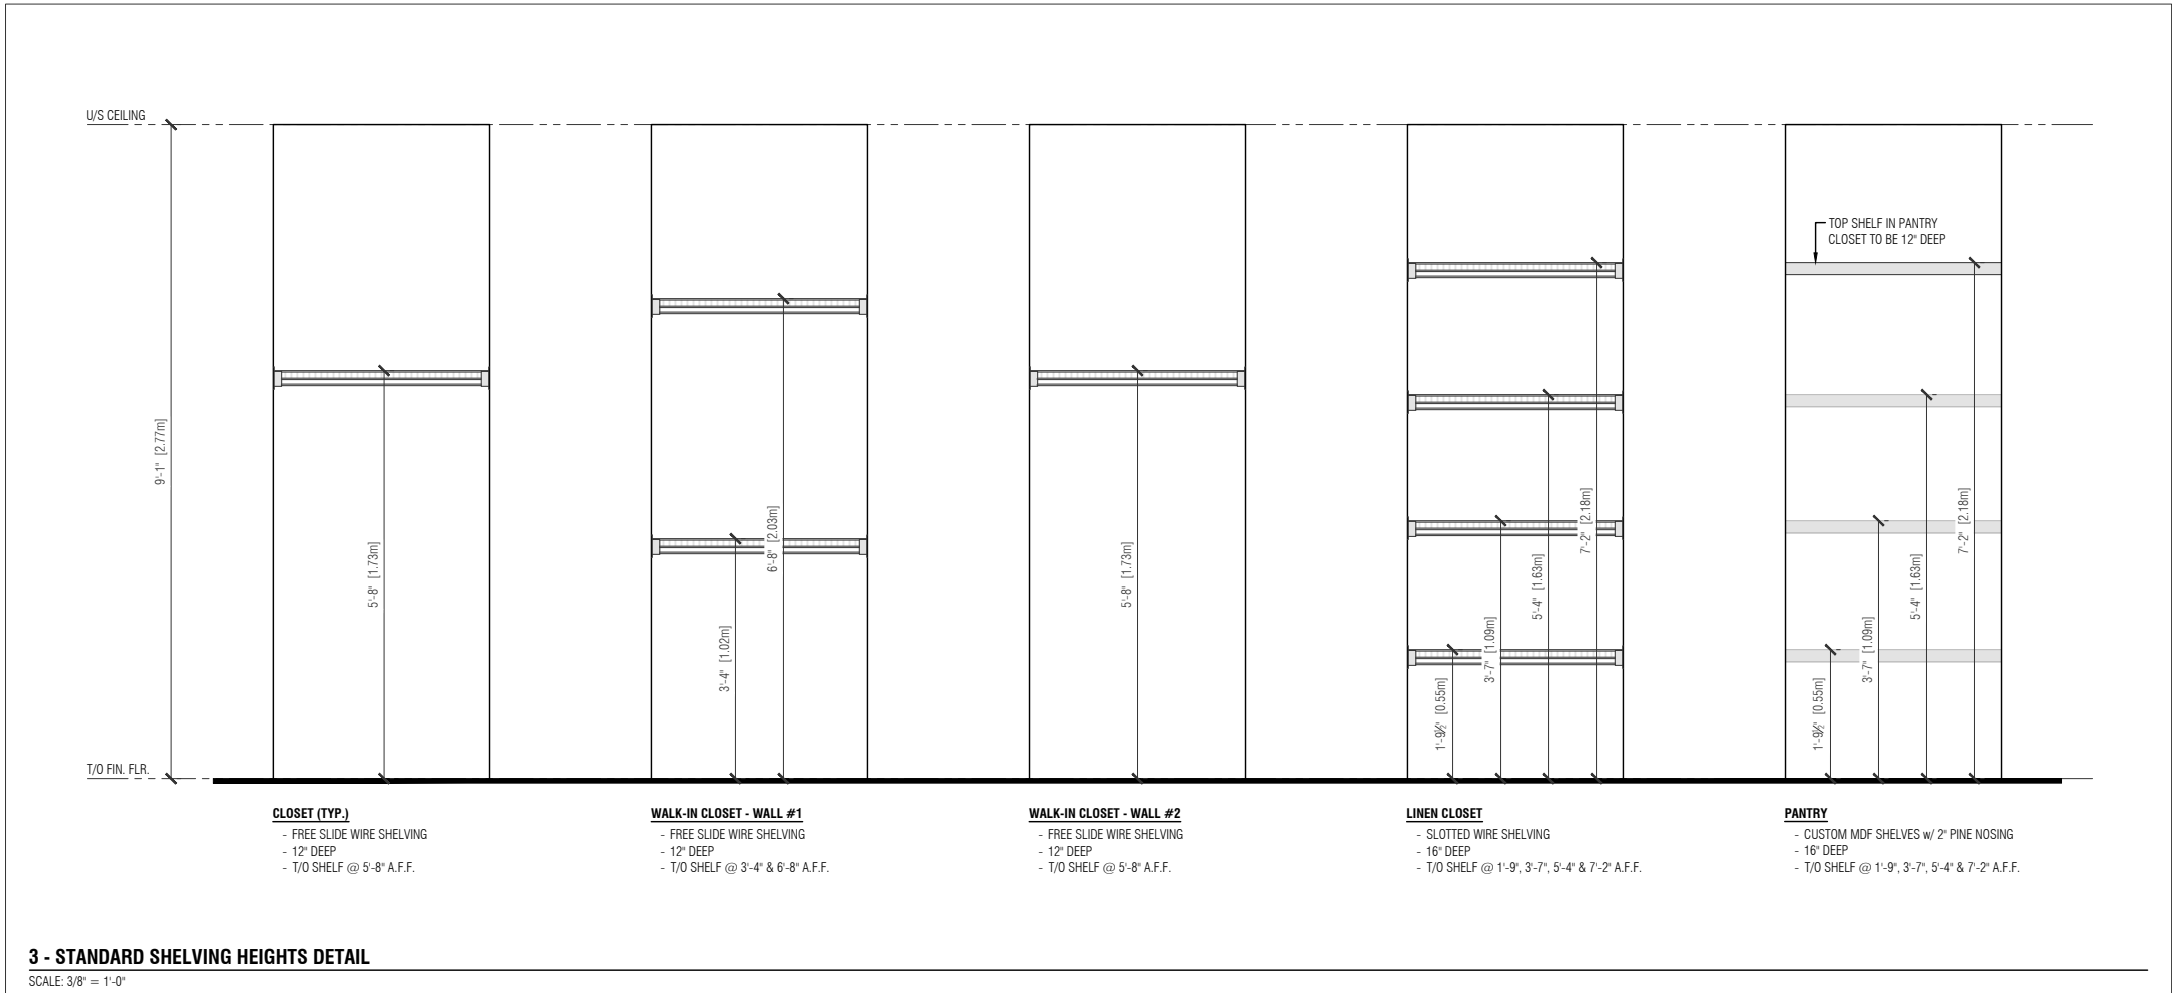 U/S CEILING
TOP SHELF IN PANTRY
CLOSET TO BE 12" DEEP
9'-1" [2.77m]
5'-8" [1.73m]
3'-4" [1.02m]
6'-8" [2.03m]
5'-8" [1.73m]
1'-9½" [0.55m]
3'-7" [1.09m]
5'-4" [1.63m]
7'-2" [2.18m]
1'-9½" [0.55m]
3'-7" [1.09m]
5'-4" [1.63m]
7'-2" [2.18m]
T/O FIN. FLR.
CLOSET (TYP.)
- FREE SLIDE WIRE SHELVING
- 12" DEEP
- T/O SHELF @ 5'-8" A.F.F.
WALK-IN CLOSET - WALL #1
- FREE SLIDE WIRE SHELVING
- 12" DEEP
- T/O SHELF @ 3'-4" & 6'-8" A.F.F.
WALK-IN CLOSET - WALL #2
- FREE SLIDE WIRE SHELVING
- 12" DEEP
- T/O SHELF @ 5'-8" A.F.F.
LINEN CLOSET
- SLOTTED WIRE SHELVING
- 16" DEEP
- T/O SHELF @ 1'-9", 3'-7", 5'-4" & 7'-2" A.F.F.
PANTRY
- CUSTOM MDF SHELVES w/ 2" PINE NOSING
- 16" DEEP
- T/O SHELF @ 1'-9", 3'-7", 5'-4" & 7'-2" A.F.F.
3 - STANDARD SHELVING HEIGHTS DETAIL
SCALE: 3/8" = 1'-0"